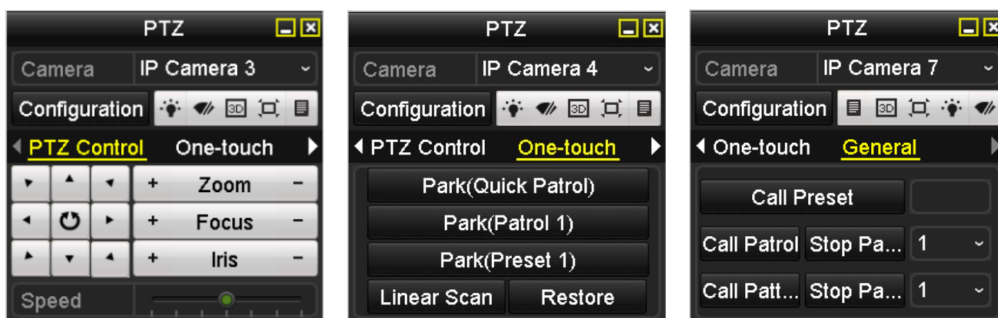 PTZ
Camera IP Camera 3
Configuration 3D
PTZ Control One-touch
+ Zoom -
+ Focus -
+ Iris -
Speed
PTZ
Camera IP Camera 4
Configuration 3D
PTZ Control One-touch
Park(Quick Patrol)
Park(Patrol 1)
Park(Preset 1)
Linear Scan Restore
PTZ
Camera IP Camera 7
Configuration 3D
One-touch General
Call Preset
Call Patrol Stop Pa... 1
Call Patt... Stop Pa... 1